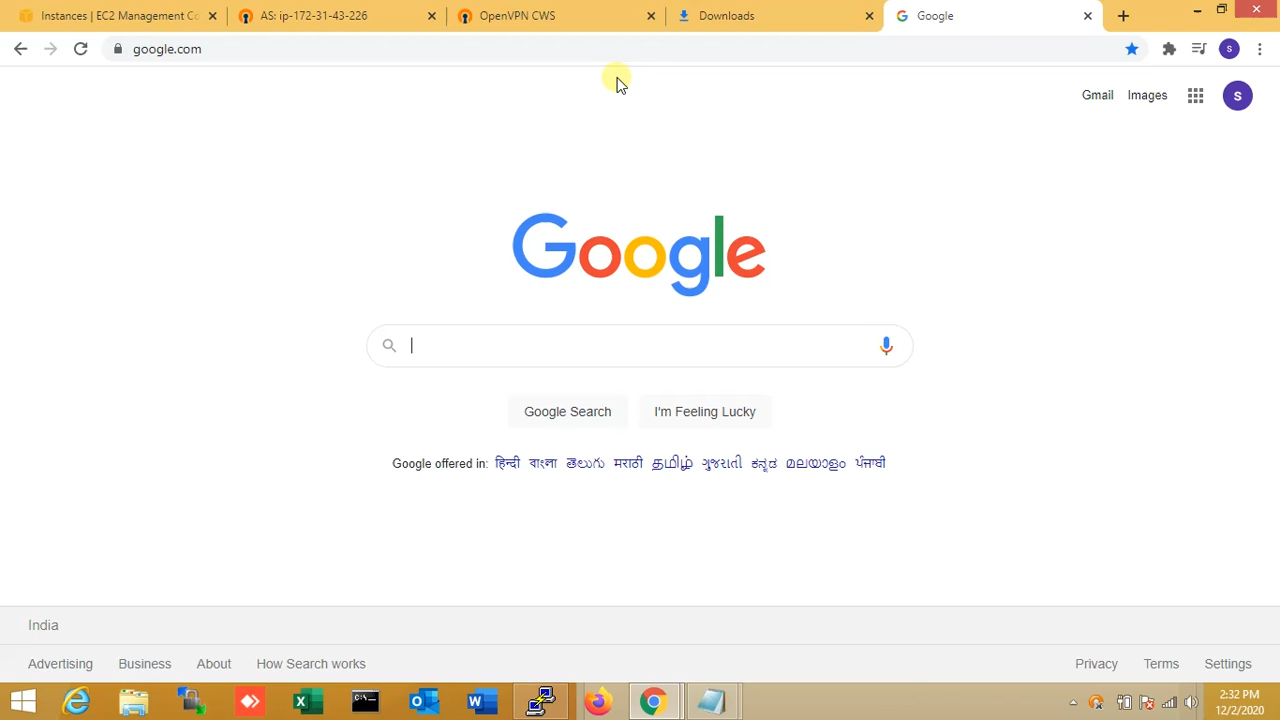 Instances | EC2 Management Co
AS: ip-172-31-43-226
OpenVPN CWS
Downloads
Google
google.com
S
Gmail Images
S
Google
Google Search
I'm Feeling Lucky
Google offered in: हिन्दी বাংলা తెలుగు मराठी தமிழ் ગુજરાતી ಕನ್ನಡ മലയാളം ਪੰਜਾਬੀ
India
Advertising Business About How Search works
Privacy Terms Settings
2:32 PM
12/2/2020